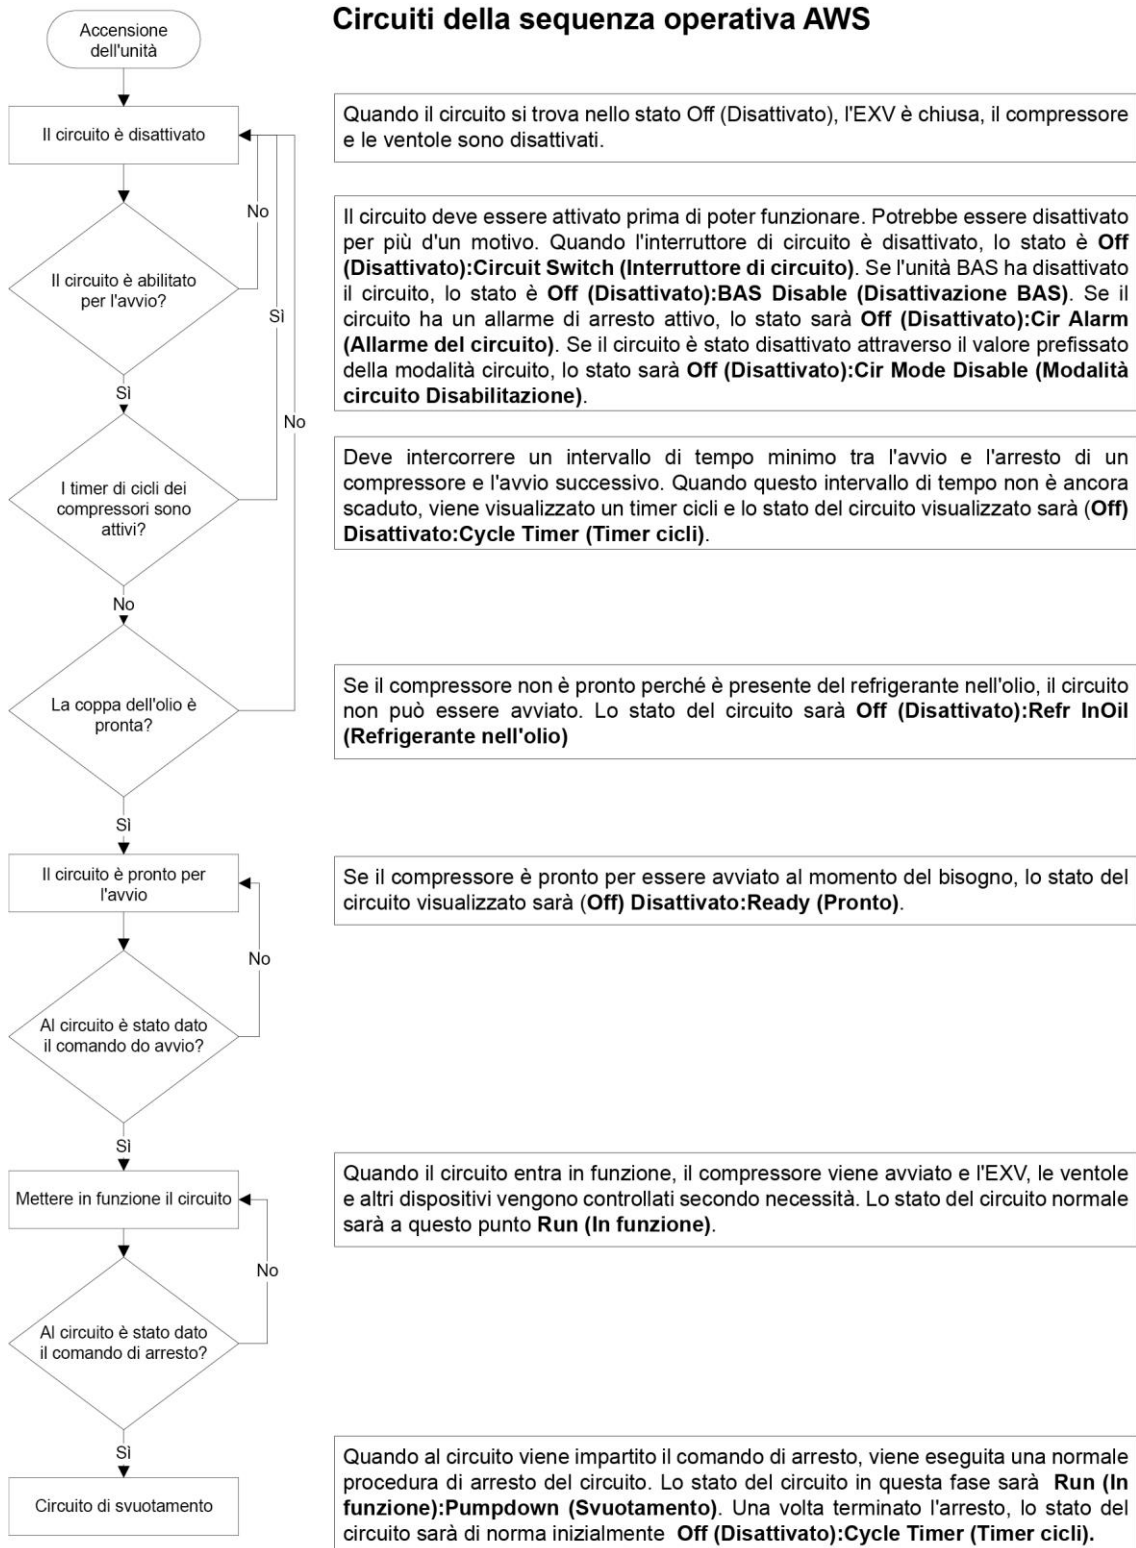 Circuiti della sequenza operativa AWS
Accensione
dell'unità
Il circuito è disattivato
Quando il circuito si trova nello stato Off (Disattivato), l'EXV è chiusa, il compressore
e le ventole sono disattivati.
No
Il circuito è abilitato
per l'avvio?
Sì
Il circuito deve essere attivato prima di poter funzionare. Potrebbe essere disattivato
per più d'un motivo. Quando l'interruttore di circuito è disattivato, lo stato è Off
(Disattivato):Circuit Switch (Interruttore di circuito). Se l'unità BAS ha disattivato
il circuito, lo stato è Off (Disattivato):BAS Disable (Disattivazione BAS). Se il
circuito ha un allarme di arresto attivo, lo stato sarà Off (Disattivato):Cir Alarm
(Allarme del circuito). Se il circuito è stato disattivato attraverso il valore prefissato
della modalità circuito, lo stato sarà Off (Disattivato):Cir Mode Disable (Modalità
circuito Disabilitazione).
Sì
No
I timer di cicli dei
compressori sono
attivi?
Deve intercorrere un intervallo di tempo minimo tra l'avvio e l'arresto di un
compressore e l'avvio successivo. Quando questo intervallo di tempo non è ancora
scaduto, viene visualizzato un timer cicli e lo stato del circuito visualizzato sarà (Off)
Disattivato:Cycle Timer (Timer cicli).
No
La coppa dell'olio è
pronta?
Se il compressore non è pronto perché è presente del refrigerante nell'olio, il circuito
non può essere avviato. Lo stato del circuito sarà Off (Disattivato):Refr InOil
(Refrigerante nell'olio)
Sì
Il circuito è pronto per
l'avvio
Se il compressore è pronto per essere avviato al momento del bisogno, lo stato del
circuito visualizzato sarà (Off) Disattivato:Ready (Pronto).
No
Al circuito è stato dato
il comando do avvio?
Sì
Mettere in funzione il circuito
Quando il circuito entra in funzione, il compressore viene avviato e l'EXV, le ventole
e altri dispositivi vengono controllati secondo necessità. Lo stato del circuito normale
sarà a questo punto Run (In funzione).
No
Al circuito è stato dato
il comando di arresto?
Sì
Circuito di svuotamento
Quando al circuito viene impartito il comando di arresto, viene eseguita una normale
procedura di arresto del circuito. Lo stato del circuito in questa fase sarà Run (In
funzione):Pumpdown (Svuotamento). Una volta terminato l'arresto, lo stato del
circuito sarà di norma inizialmente Off (Disattivato):Cycle Timer (Timer cicli).